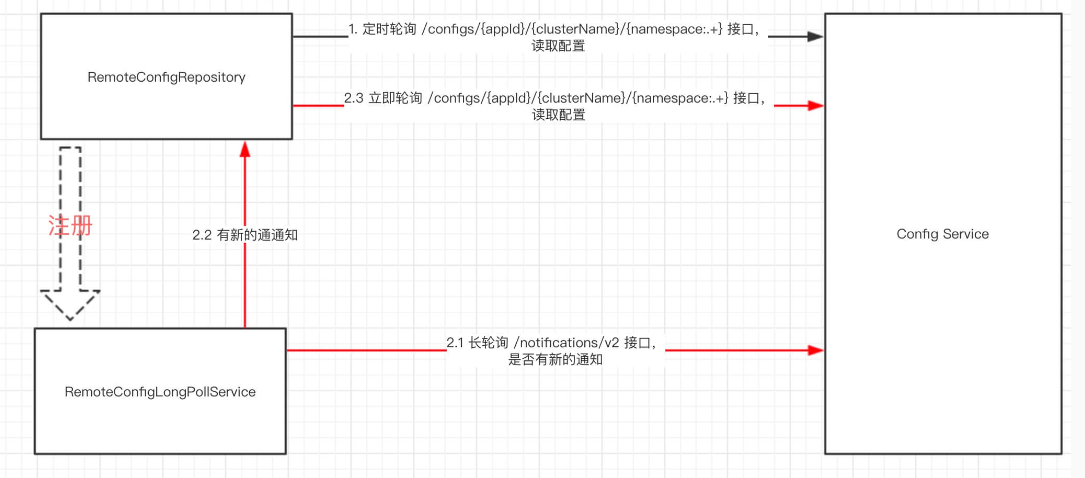 1. 定时轮询 /configs/{appId}/{clusterName}/{namespace:.+} 接口，
读取配置
RemoteConfigRepository
2.3 立即轮询 /configs/{appId}/{clusterName}/{namespace:.+} 接口，
读取配置
注册
2.2 有新的通通知
Config Service
2.1 长轮询 /notifications/v2 接口，
是否有新的通知
RemoteConfigLongPollService